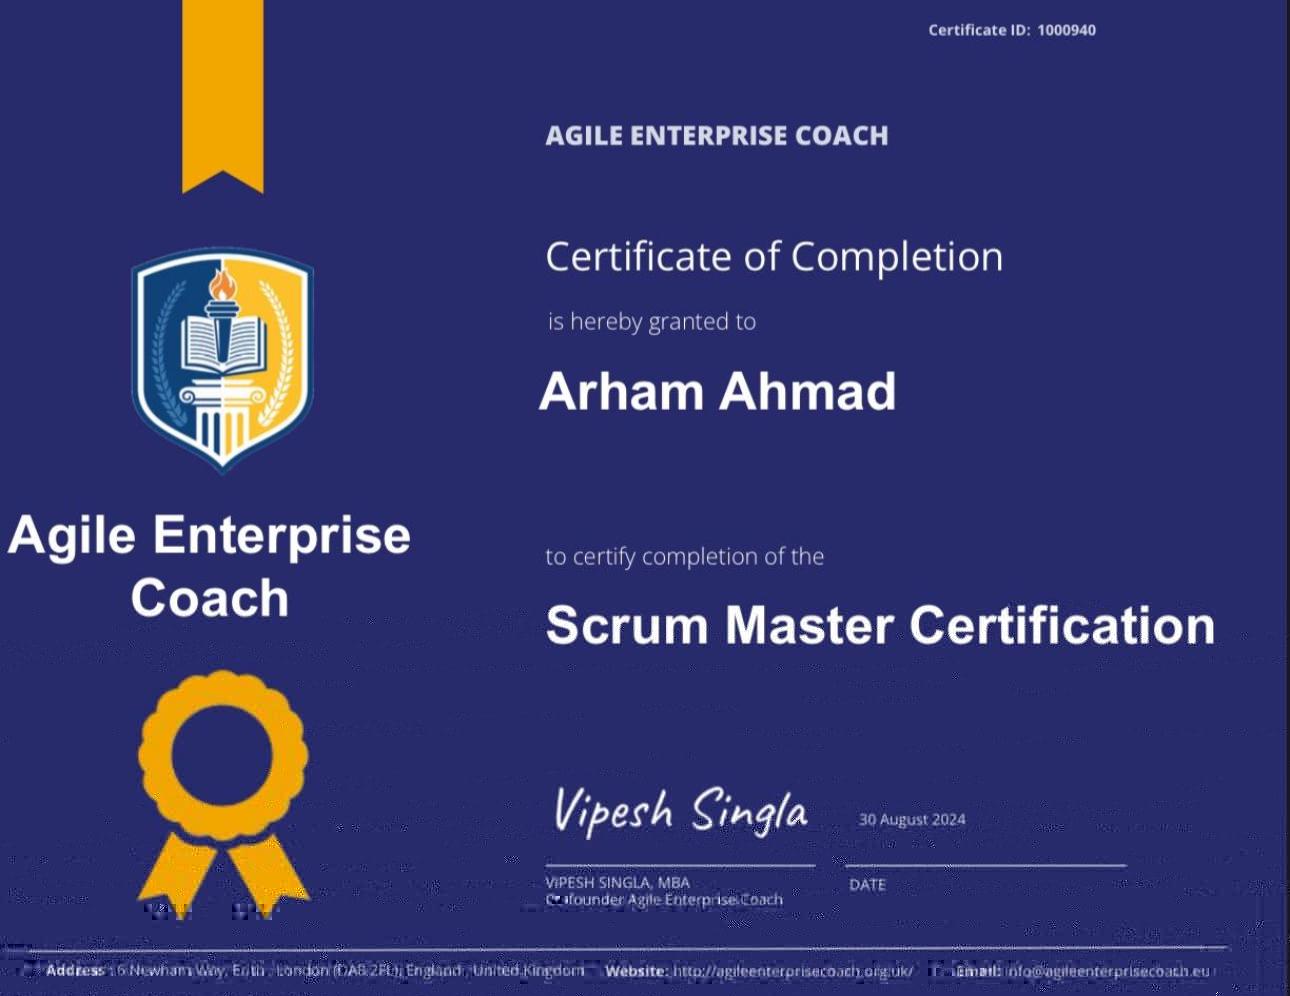 Certificate ID: 1000940
AGILE ENTERPRISE COACH
Certificate of Completion
is hereby granted to
Arham Ahmad
Agile Enterprise
Coach
to certify completion of the
Scrum Master Certification
Vipesh Singla
30 August 2024
VIPESH SINGLA, MBA
DATE
Cofounder Agile Enterprise Coach
Address : 6 Newham Way, Erith, London (DA8 2FL), England, United Kingdom Website: http://agileenterprisecoach.org.uk/ Email: info@agileenterprisecoach.eu